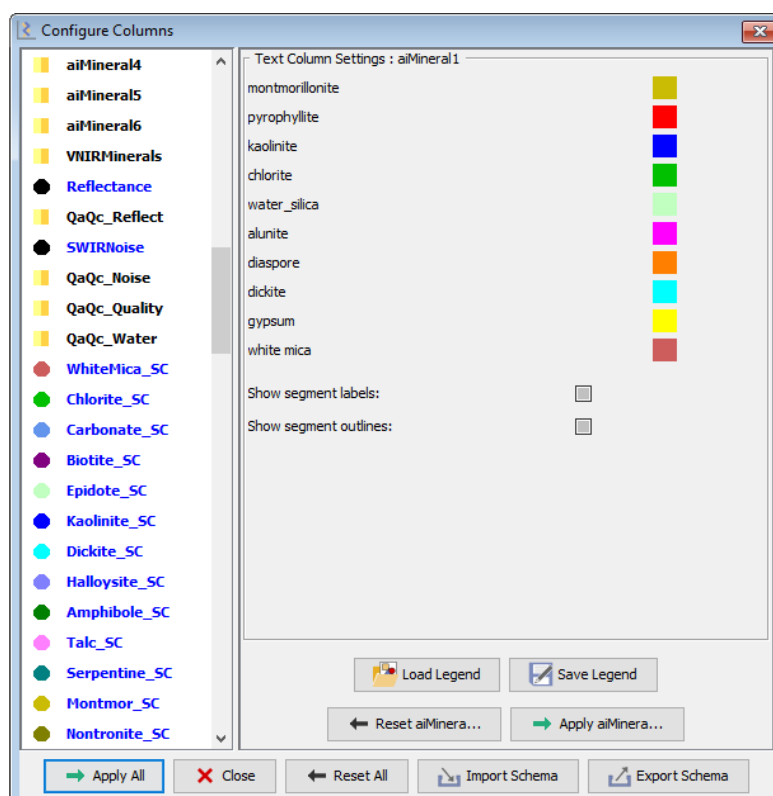 Configure Columns
aiMineral4
aiMineral5
aiMineral6
VNIRMinerals
Reflectance
QaQc_Reflect
SWIRNoise
QaQc_Noise
QaQc_Quality
QaQc_Water
WhiteMica_SC
Chlorite_SC
Carbonate_SC
Biotite_SC
Epidote_SC
Kaolinite_SC
Dickite_SC
Halloysite_SC
Amphibole_SC
Talc_SC
Serpentine_SC
Montmor_SC
Nontronite_SC
Text Column Settings : aiMineral1
montmorillonite
pyrophyllite
kaolinite
chlorite
water_silica
alunite
diaspore
dickite
gypsum
white mica
Show segment labels:
Show segment outlines:
Load Legend Save Legend
Reset aiMinera... Apply aiMinera...
Apply All Close Reset All Import Schema Export Schema